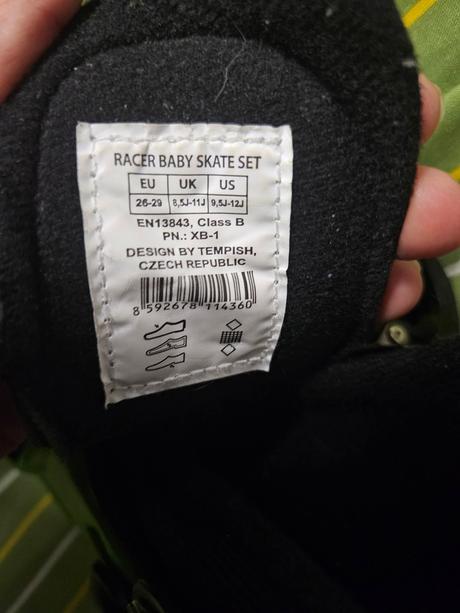 RACER BABY SKATE SET
EU UK US
26-29 8,5J-11J 9,5J-12J
EN13843, Class B
PN.: XB-1
DESIGN BY TEMPISH,
CZECH REPUBLIC
8 592678 114360